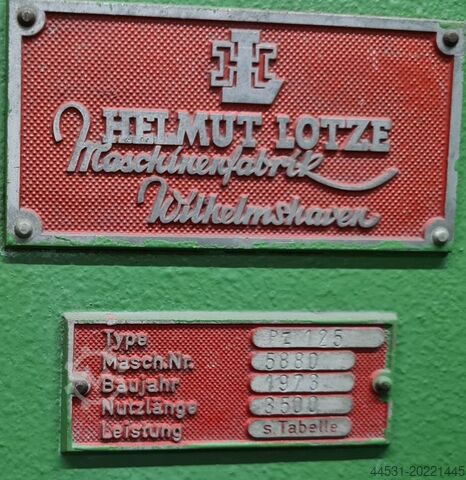 HELMUT LOTZE
Maschinenfabrik
Wilhelmshaven
Type Pz 125
Masch.Nr. 5880
Baujahr 1973
Nutzlänge 3500
Leistung s. Tabelle
44531-20221445